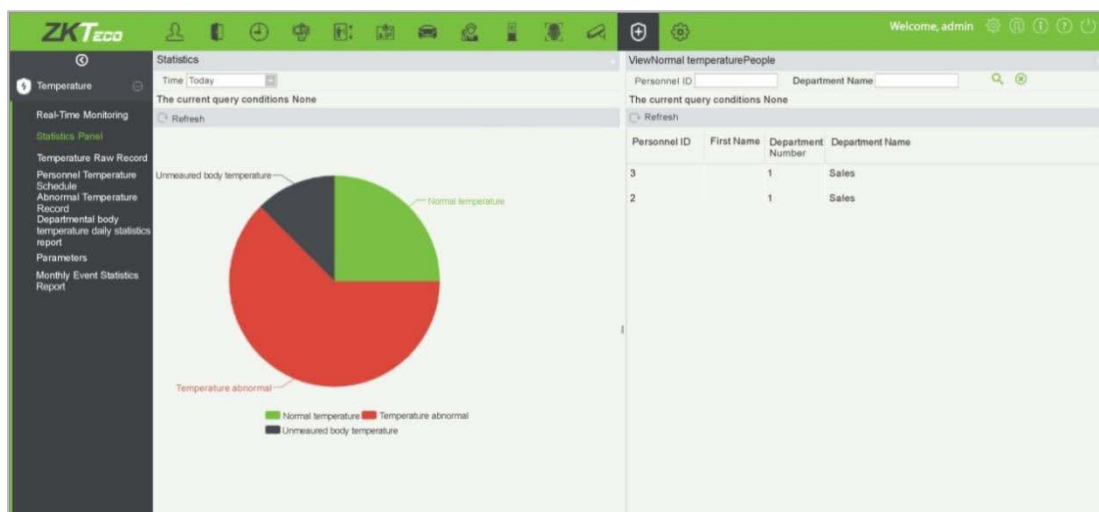 ZKTECO
Welcome, admin
Temperature
Real-Time Monitoring
Statistics Panel
Temperature Raw Record
Personnel Temperature
Schedule
Abnormal Temperature
Record
Departmental body
temperature daily statistics
report
Parameters
Monthly Event Statistics
Report
Statistics
Time Today
The current query conditions None
Refresh
Unmeaured body temperature
Normal temperature
Temperature abnormal
Normal temperature Temperature abnormal
Unmeaured body temperature
ViewNormal temperaturePeople
Personnel ID Department Name
The current query conditions None
Refresh
Personnel ID First Name Department Number Department Name
3 1 Sales
2 1 Sales